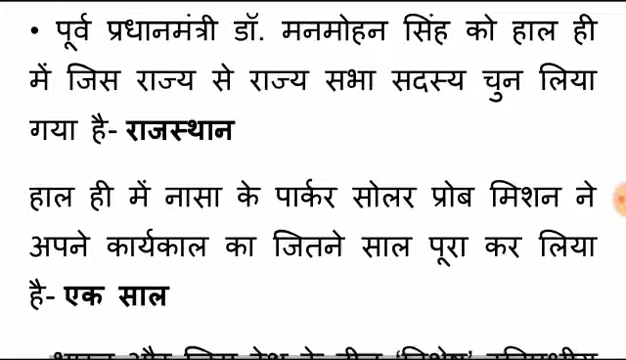 • पूर्व प्रधानमंत्री डॉ. मनमोहन सिंह को हाल ही
में जिस राज्य से राज्य सभा सदस्य चुन लिया
गया है- राजस्थान
हाल ही में नासा के पार्कर सोलर प्रोब मिशन ने
अपने कार्यकाल का जितने साल पूरा कर लिया
है- एक साल